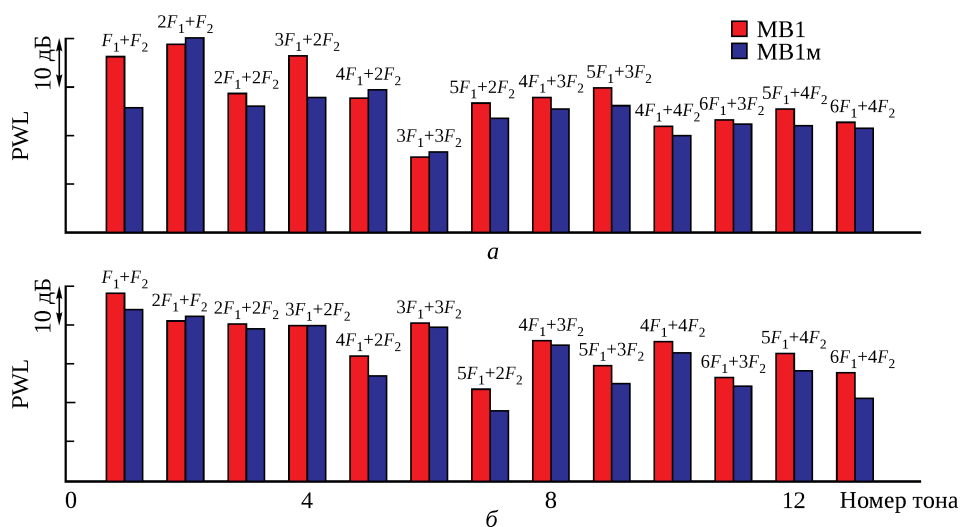 МВ1
МВ1м
10 дБ
PWL
F₁+F₂
2F₁+F₂
2F₁+2F₂
3F₁+2F₂
4F₁+2F₂
3F₁+3F₂
5F₁+2F₂
4F₁+3F₂
5F₁+3F₂
4F₁+4F₂
6F₁+3F₂
5F₁+4F₂
6F₁+4F₂
а
10 дБ
PWL
F₁+F₂
2F₁+F₂
2F₁+2F₂
3F₁+2F₂
4F₁+2F₂
3F₁+3F₂
5F₁+2F₂
4F₁+3F₂
5F₁+3F₂
4F₁+4F₂
6F₁+3F₂
5F₁+4F₂
6F₁+4F₂
0 4 8 12 Номер тона
б